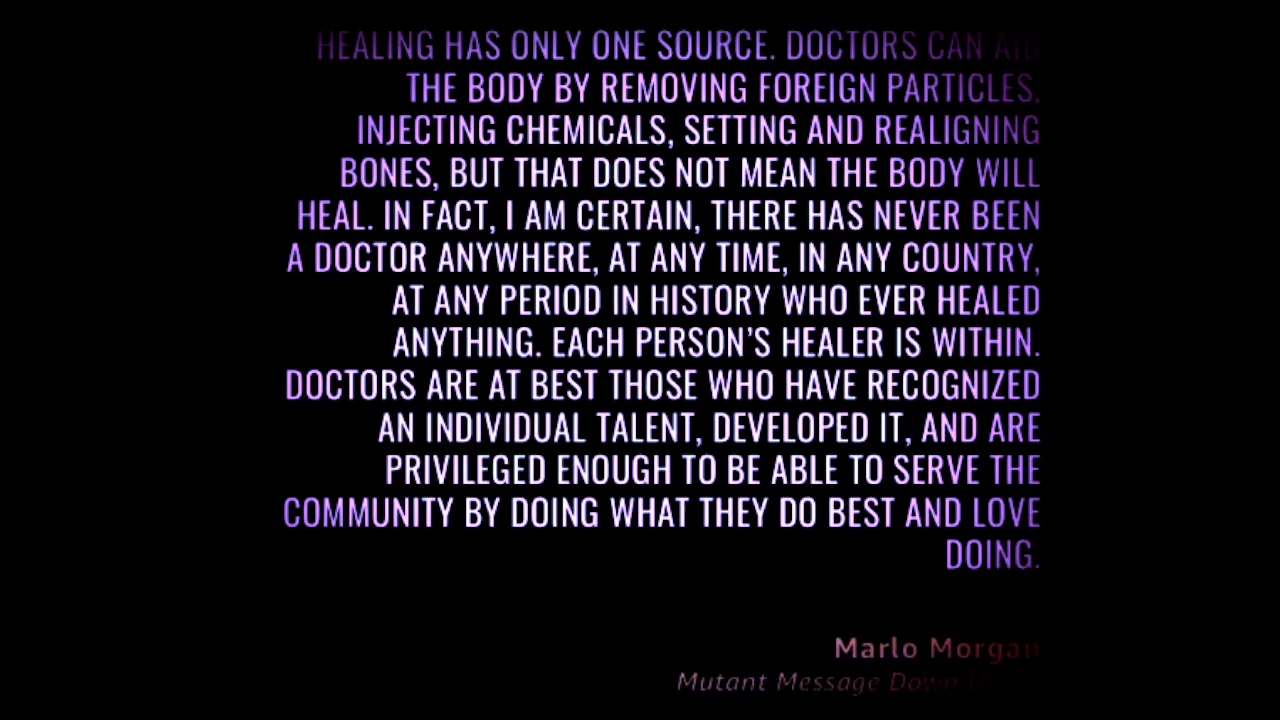 HEALING HAS ONLY ONE SOURCE. DOCTORS CAN AID
THE BODY BY REMOVING FOREIGN PARTICLES,
INJECTING CHEMICALS, SETTING AND REALIGNING
BONES, BUT THAT DOES NOT MEAN THE BODY WILL
HEAL. IN FACT, I AM CERTAIN, THERE HAS NEVER BEEN
A DOCTOR ANYWHERE, AT ANY TIME, IN ANY COUNTRY,
AT ANY PERIOD IN HISTORY WHO EVER HEALED
ANYTHING. EACH PERSON’S HEALER IS WITHIN.
DOCTORS ARE AT BEST THOSE WHO HAVE RECOGNIZED
AN INDIVIDUAL TALENT, DEVELOPED IT, AND ARE
PRIVILEGED ENOUGH TO BE ABLE TO SERVE THE
COMMUNITY BY DOING WHAT THEY DO BEST AND LOVE
DOING.
Marlo Morgan
Mutant Message Down